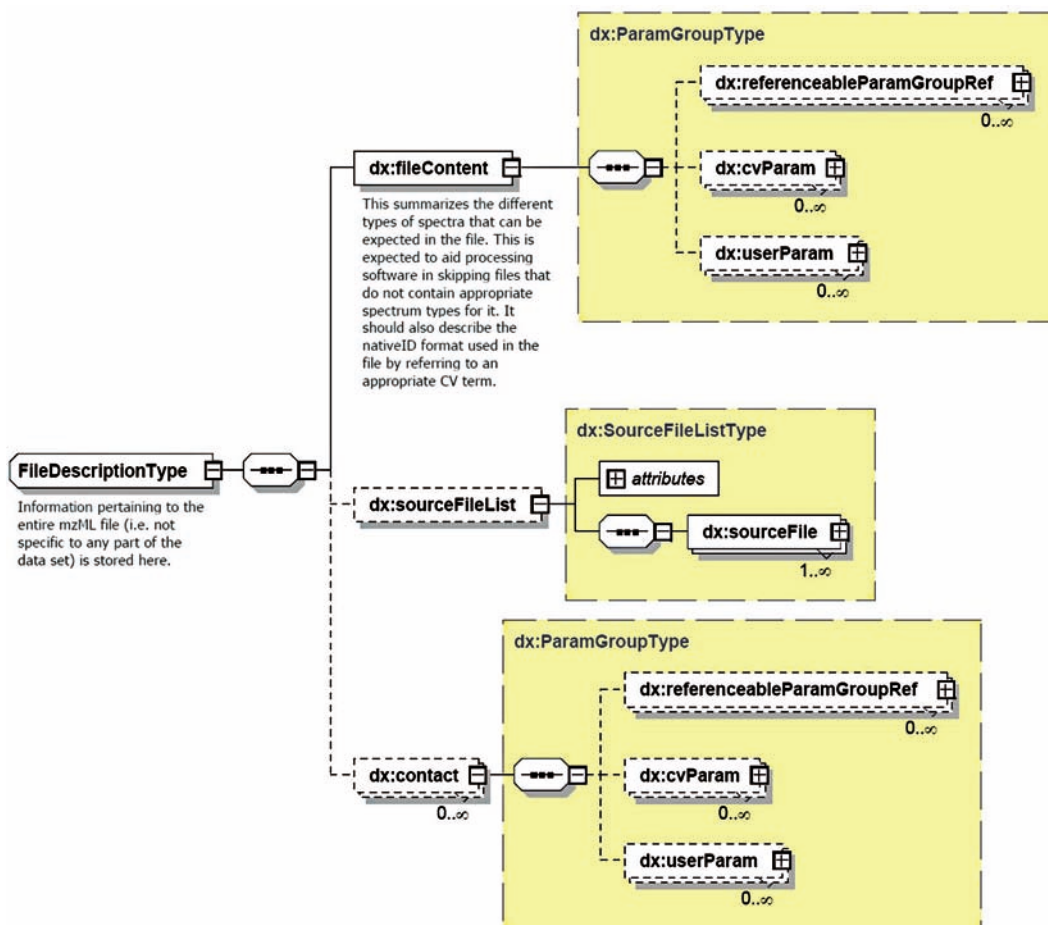 dx:ParamGroupType
dx:referenceableParamGroupRef
0..∞
dx:fileContent
dx:cvParam
0..∞
This summarizes the different
types of spectra that can be
expected in the file. This is
expected to aid processing
software in skipping files that
do not contain appropriate
spectrum types for it. It
should also describe the
nativeID format used in the
file by referring to an
appropriate CV term.
dx:userParam
0..∞
dx:SourceFileListType
FileDescriptionType
Information pertaining to the
entire mzML file (i.e. not
specific to any part of the
data set) is stored here.
attributes
dx:sourceFileList
dx:sourceFile
1..∞
dx:ParamGroupType
dx:referenceableParamGroupRef
0..∞
dx:contact
0..∞
dx:cvParam
0..∞
dx:userParam
0..∞